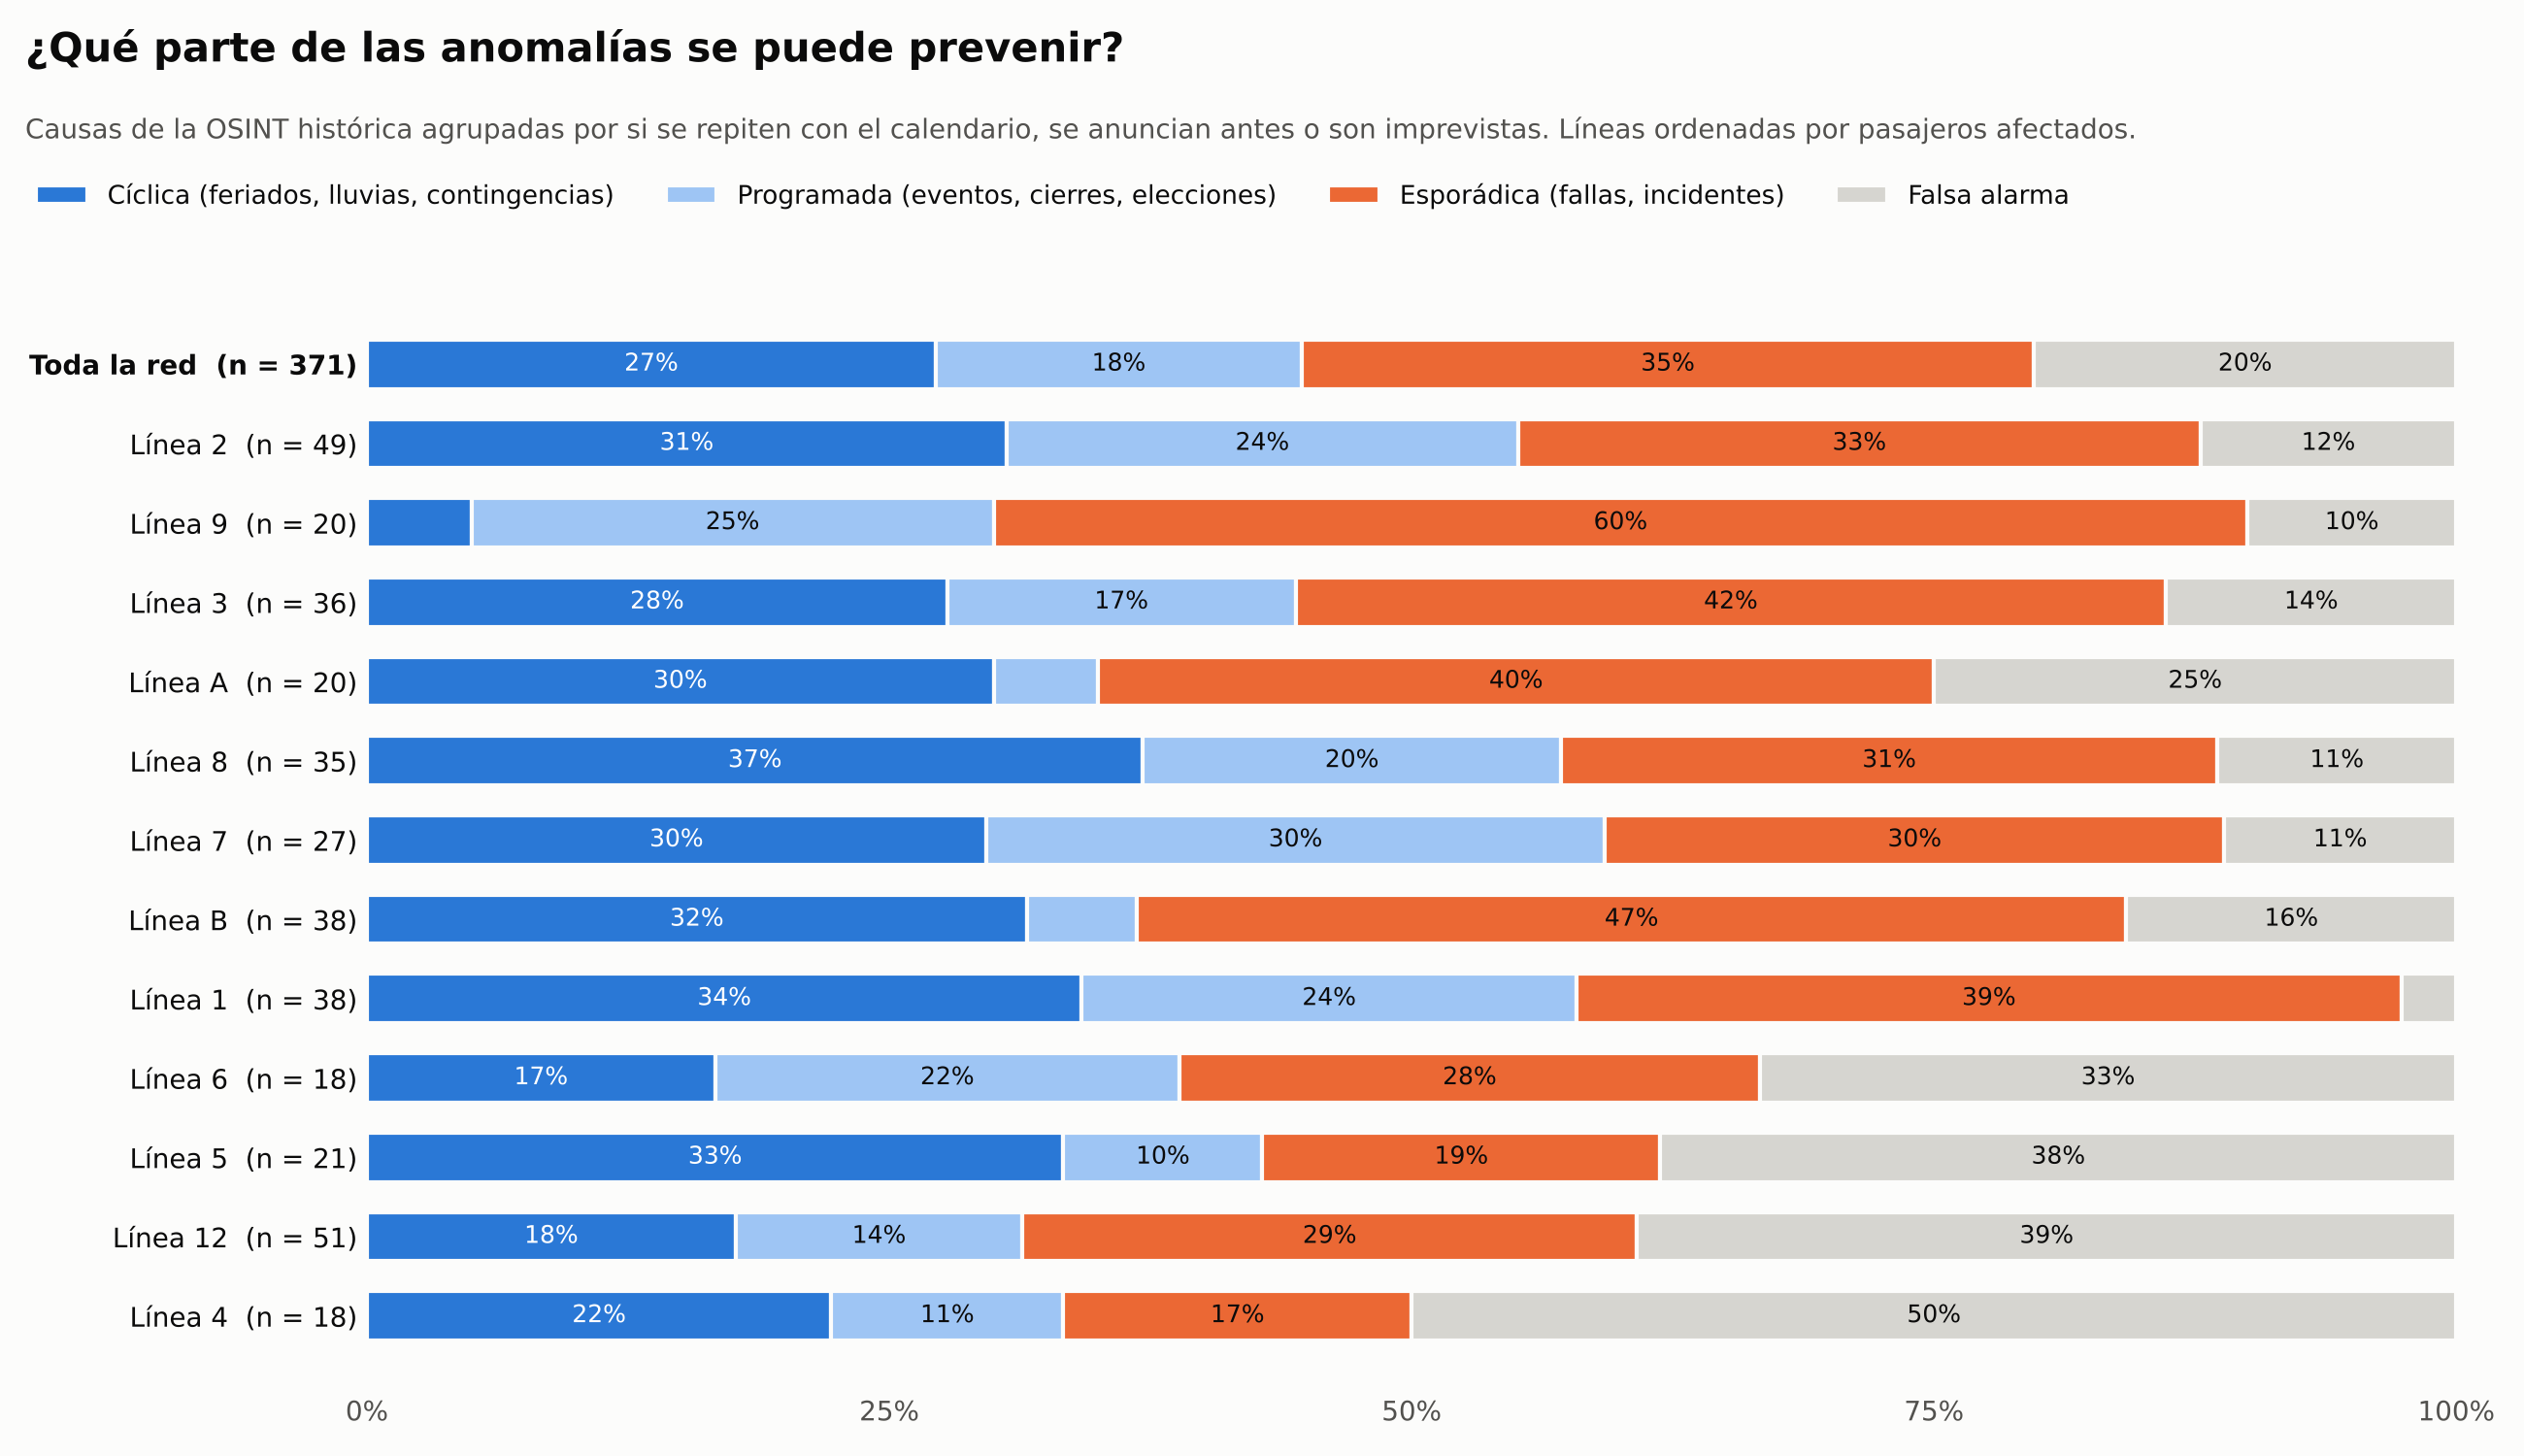 ¿Qué parte de las anomalías se puede prevenir?
Causas de la OSINT histórica agrupadas por si se repiten con el calendario, se anuncian antes o son imprevistas. Líneas ordenadas por pasajeros afectados.
Cíclica (feriados, lluvias, contingencias) Programada (eventos, cierres, elecciones) Esporádica (fallas, incidentes) Falsa alarma
Toda la red (n = 371) 27% 18% 35% 20%
Línea 2 (n = 49) 31% 24% 33% 12%
Línea 9 (n = 20) 25% 60% 10%
Línea 3 (n = 36) 28% 17% 42% 14%
Línea A (n = 20) 30% 40% 25%
Línea 8 (n = 35) 37% 20% 31% 11%
Línea 7 (n = 27) 30% 30% 30% 11%
Línea B (n = 38) 32% 47% 16%
Línea 1 (n = 38) 34% 24% 39%
Línea 6 (n = 18) 17% 22% 28% 33%
Línea 5 (n = 21) 33% 10% 19% 38%
Línea 12 (n = 51) 18% 14% 29% 39%
Línea 4 (n = 18) 22% 11% 17% 50%
0% 25% 50% 75% 100%